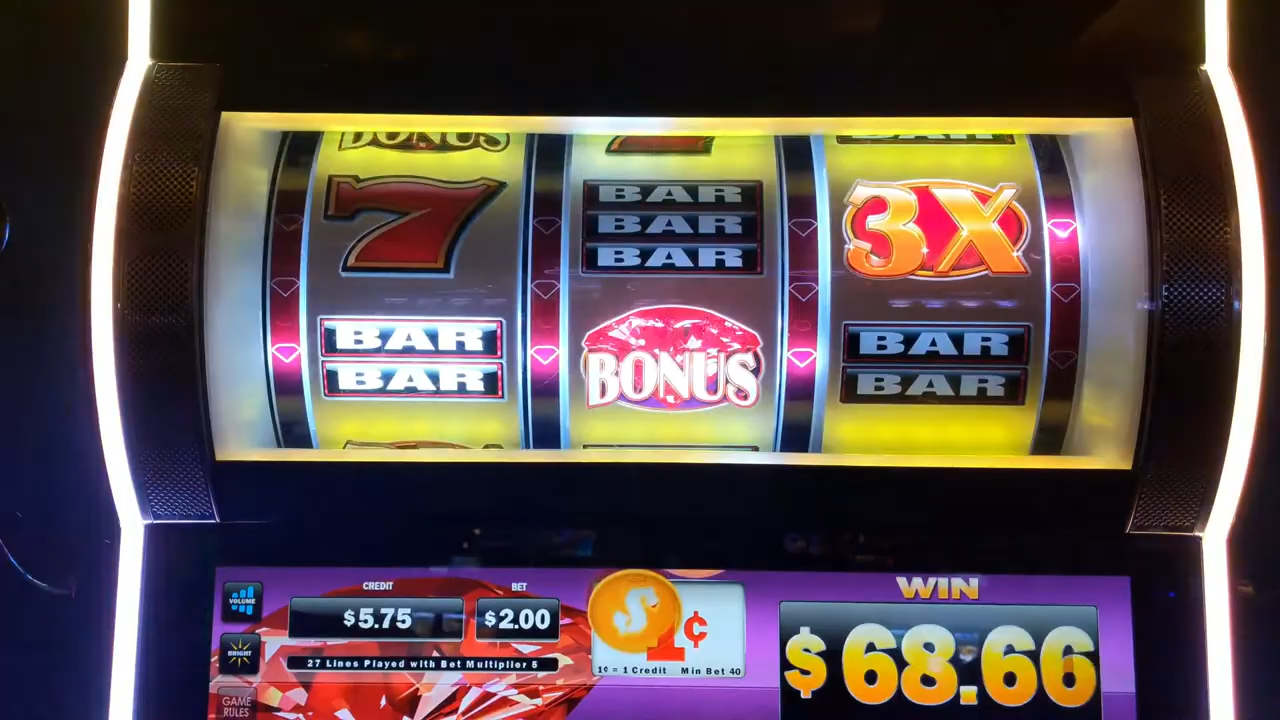 BONUS
7
BAR
BAR
BAR
BAR
3X
BAR
BAR
BONUS
BAR
BAR
CREDIT
BET
WIN
VOLUME
$5.75
$2.00
$
1¢
$68.66
BRIGHT
27 Lines Played with Bet Multiplier 5
1¢ = 1 Credit Min Bet 40
GAME
RULES